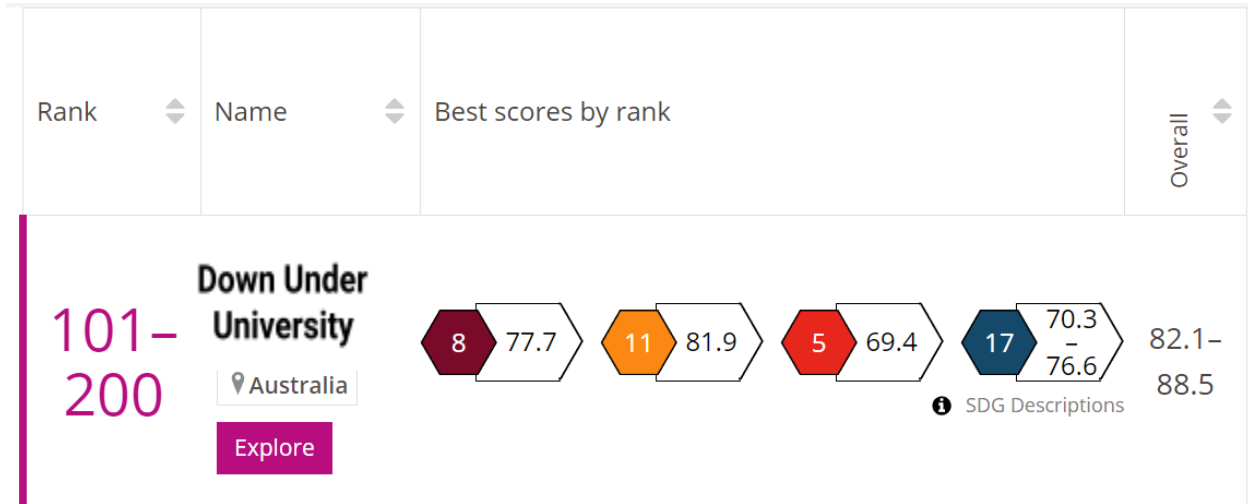 Rank
Name
Best scores by rank
Overall
101–
200
Down Under
University
Australia
Explore
8 77.7
11 81.9
5 69.4
17 70.3
–
76.6
SDG Descriptions
82.1–
88.5